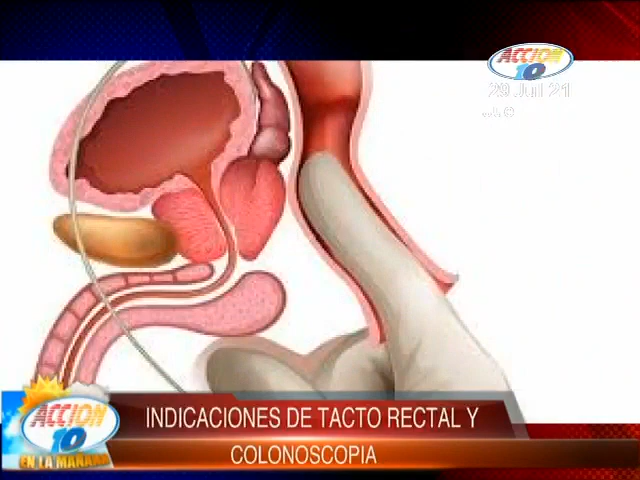 ACCION
10
29 Jul 21
INDICACIONES DE TACTO RECTAL Y
COLONOSCOPIA
ACCION
10
EN LA MAÑANA